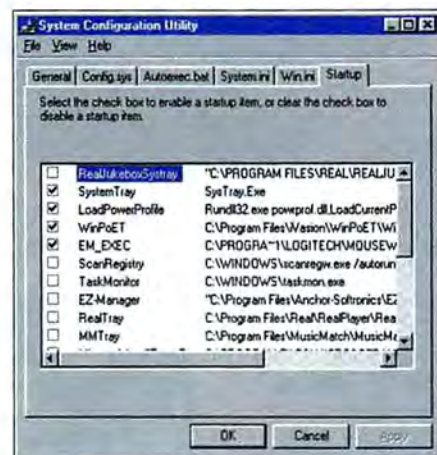 System Configuration Utility
File View Help
General Config.sys Autoexec.bat System.ini Win.ini Startup
Select the check box to enable a startup item, or clear the check box to
disable a startup item.
RealJukeboxSystray "C:\PROGRAM FILES\REAL\REALJU
SystemTray SysTray.Exe
LoadPowerProfile Rundll32.exe powrprof.dll,LoadCurrentP
WinPoET C:\Program Files\Wasion\WinPoET\Wi
EM_EXEC C:\PROGRA~1\LOGITECH\MOUSEW
ScanRegistry C:\WINDOWS\scanregw.exe /autorun
TaskMonitor C:\WINDOWS\taskmon.exe
EZ-Manager "C:\Program Files\Anchor-Softronics\EZ
RealTray C:\Program Files\Real\RealPlayer\Rea
MMTray C:\Program Files\MusicMatch\MusicMa
OK Cancel Apply